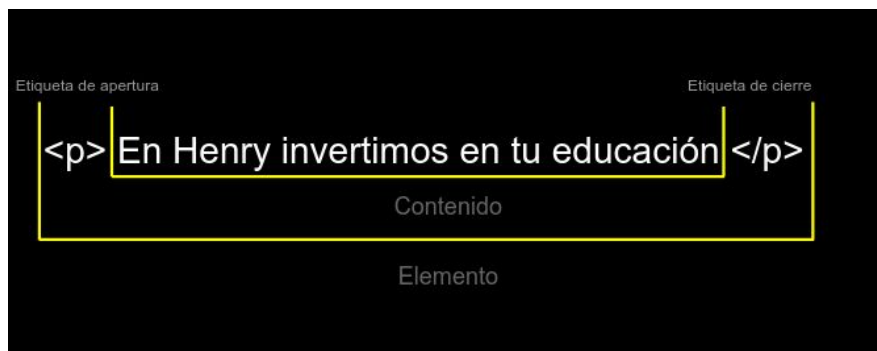 Etiqueta de apertura
Etiqueta de cierre
<p> En Henry invertimos en tu educación </p>
Contenido
Elemento